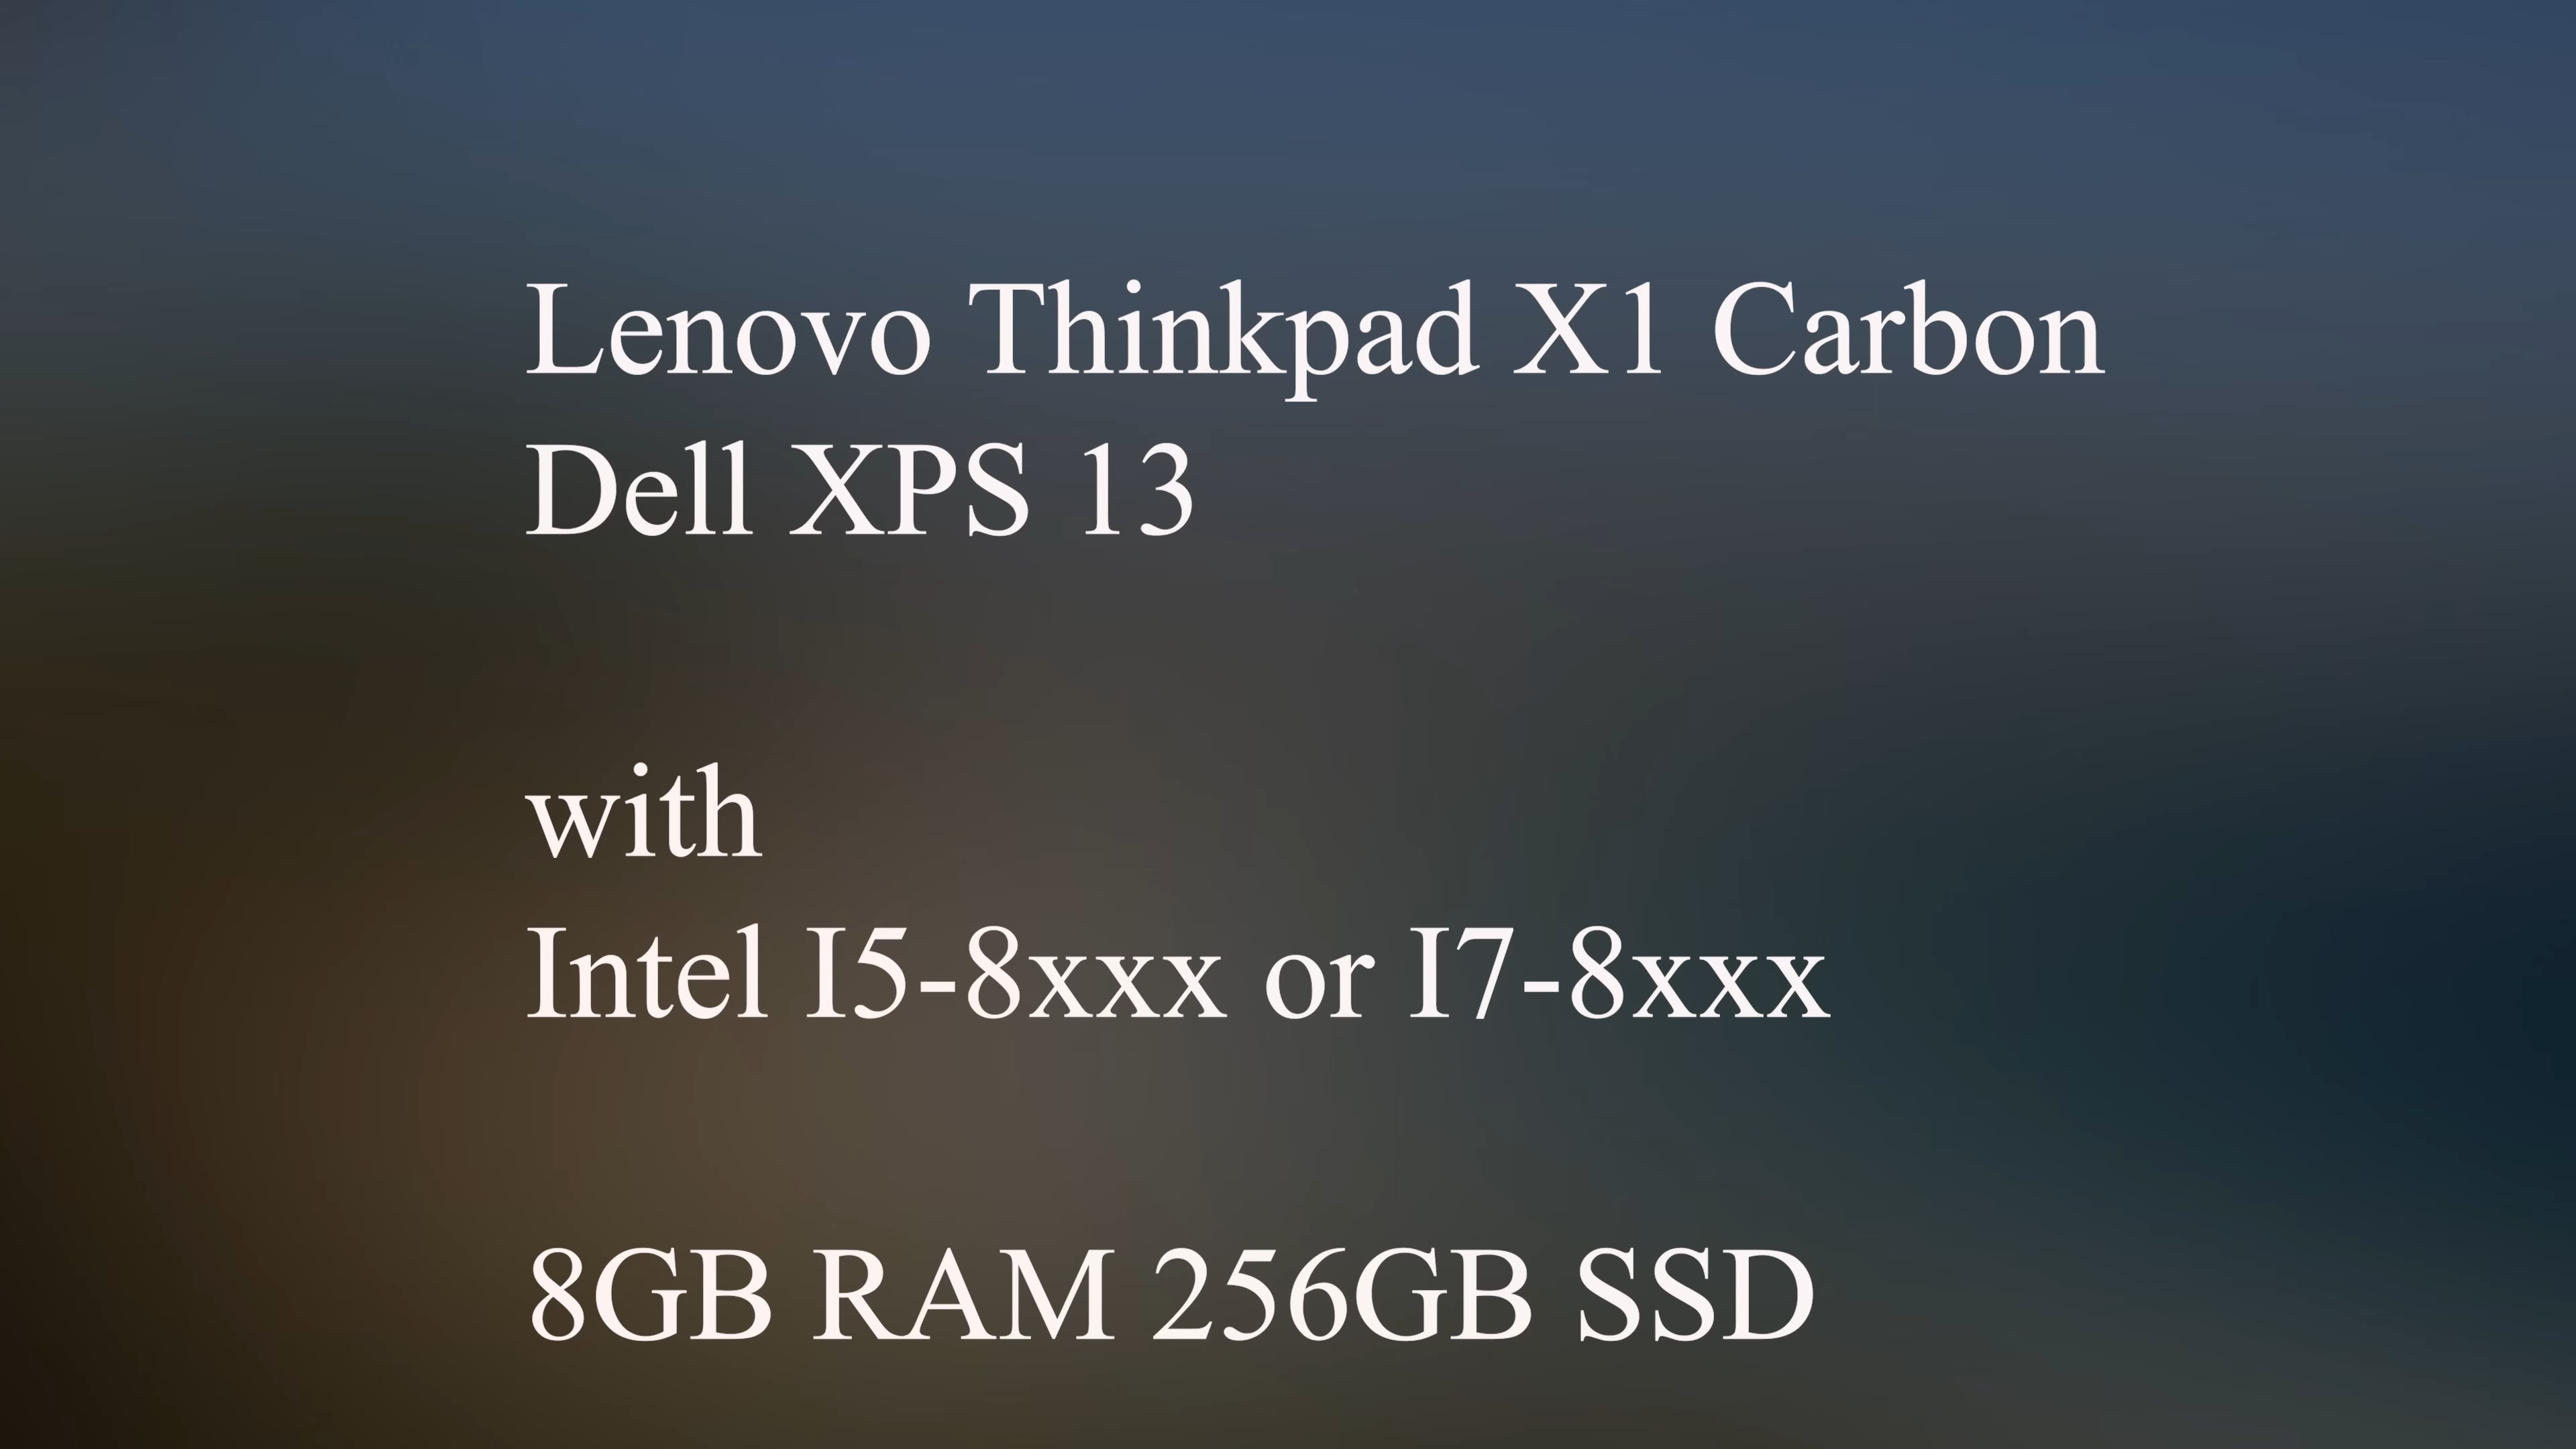 Lenovo Thinkpad X1 Carbon
Dell XPS 13
with
Intel I5-8xxx or I7-8xxx
8GB RAM 256GB SSD